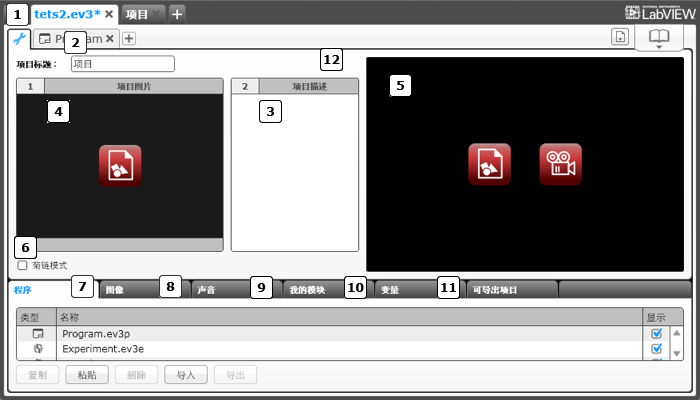 1 tets2.ev3* 项目
NATIONAL INSTRUMENTS
LabVIEW
2 Program
项目标题： 项目 12
1 项目图片 2 项目描述
4 3 5
6
菊链模式
程序 7 图像 8 声音 9 我的模块 10 变量 11 可导出项目
类型 名称 显示
Program.ev3p
Experiment.ev3e
复制 粘贴 删除 导入 导出